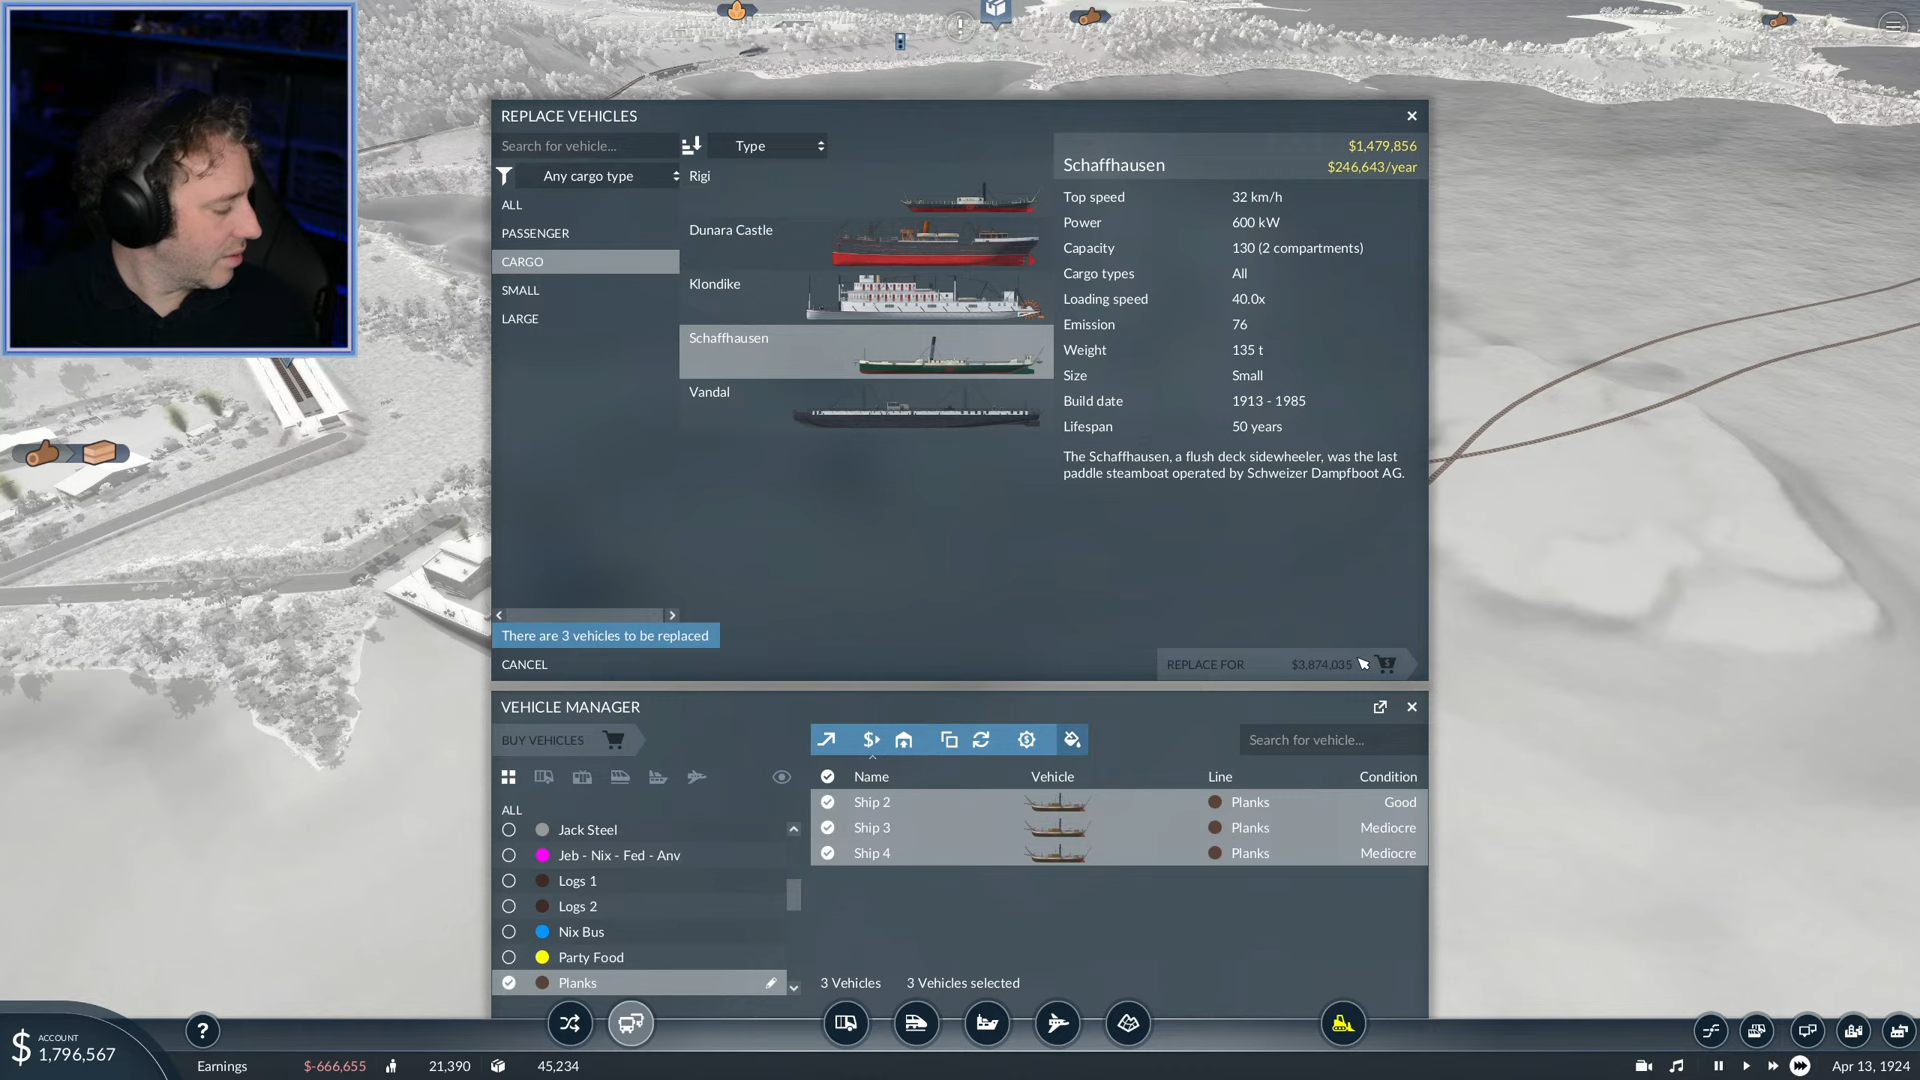 REPLACE VEHICLES
Search for vehicle...
Type
Any cargo type
ALL
PASSENGER
CARGO
SMALL
LARGE
Rigi
Dunara Castle
Klondike
Schaffhausen
Vandal
$1,479,856
Schaffhausen
$246,643/year
Top speed 32 km/h
Power 600 kW
Capacity 130 (2 compartments)
Cargo types All
Loading speed 40.0x
Emission 76
Weight 135 t
Size Small
Build date 1913 - 1985
Lifespan 50 years
The Schaffhausen, a flush deck sidewheeler, was the last
paddle steamboat operated by Schweizer Dampfboot AG.
There are 3 vehicles to be replaced
CANCEL
REPLACE FOR $3,874,035
VEHICLE MANAGER
BUY VEHICLES
Search for vehicle...
ALL
Jack Steel
Jeb - Nix - Fed - Anv
Logs 1
Logs 2
Nix Bus
Party Food
Planks
Name Vehicle Line Condition
Ship 2 Planks Good
Ship 3 Planks Mediocre
Ship 4 Planks Mediocre
3 Vehicles 3 Vehicles selected
$ ACCOUNT
1,796,567
?
Earnings $-666,655 21,390 45,234
Apr 13, 1924